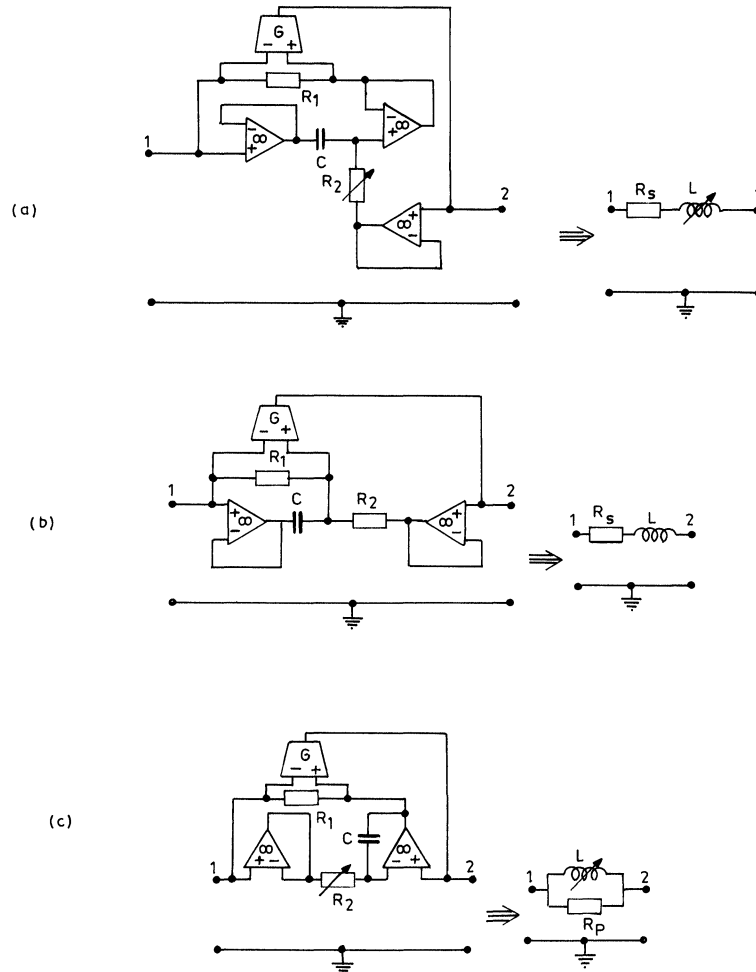 G
- +
R1
1
-
∞
+
C
-
∞
+
R2
+
∞
-
2
(a)
1
Rs
L
G
- +
R1
1
+
∞
-
C
R2
+
∞
-
2
(b)
1
Rs
L
2
G
- +
R1
C
∞
+ -
∞
- +
1
2
R2
(c)
L
1
2
Rp